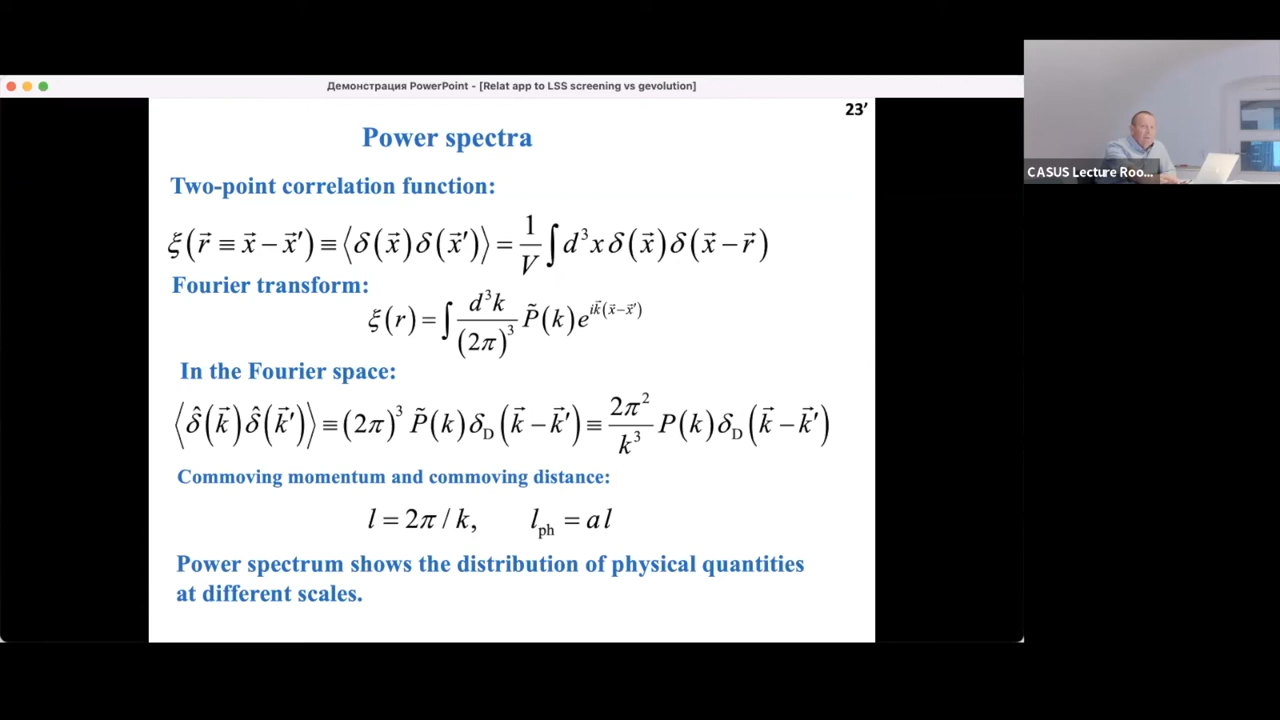 Демонстрация PowerPoint - [Relat app to LSS screening vs gevolution]
23′
Power spectra
Two-point correlation function:
ξ(r⃗ ≡ x⃗ − x⃗′) ≡ ⟨δ(x⃗)δ(x⃗′)⟩ = 1/V ∫ d³x δ(x⃗)δ(x⃗ − r⃗)
Fourier transform:
ξ(r) = ∫ d³k/(2π)³ P̃(k) e^{ik⃗(x⃗−x⃗′)}
In the Fourier space:
⟨δ̂(k⃗)δ̂(k⃗′)⟩ ≡ (2π)³ P̃(k)δ_D(k⃗ − k⃗′) ≡ 2π²/k³ P(k)δ_D(k⃗ − k⃗′)
Commoving momentum and commoving distance:
l = 2π / k, l_ph = al
Power spectrum shows the distribution of physical quantities
at different scales.
CASUS Lecture Roo...